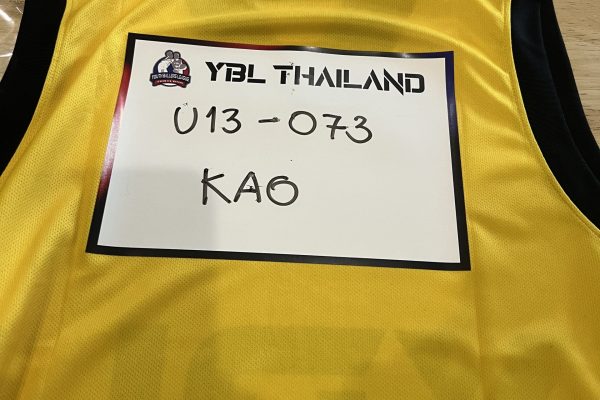 YBL THAILAND
U13-073
KAO